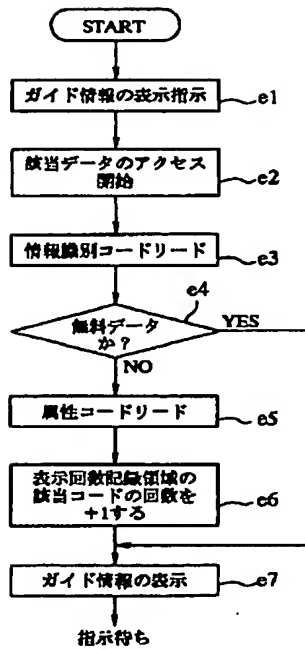 START
ガイド情報の表示指示
e1
該当データのアクセス
開始
e2
情報識別コードリード
e3
e4
無料データ
か?
YES
NO
属性コードリード
e5
表示回数記録領域の
該当コードの回数を
+1する
e6
ガイド情報の表示
e7
指示待ち